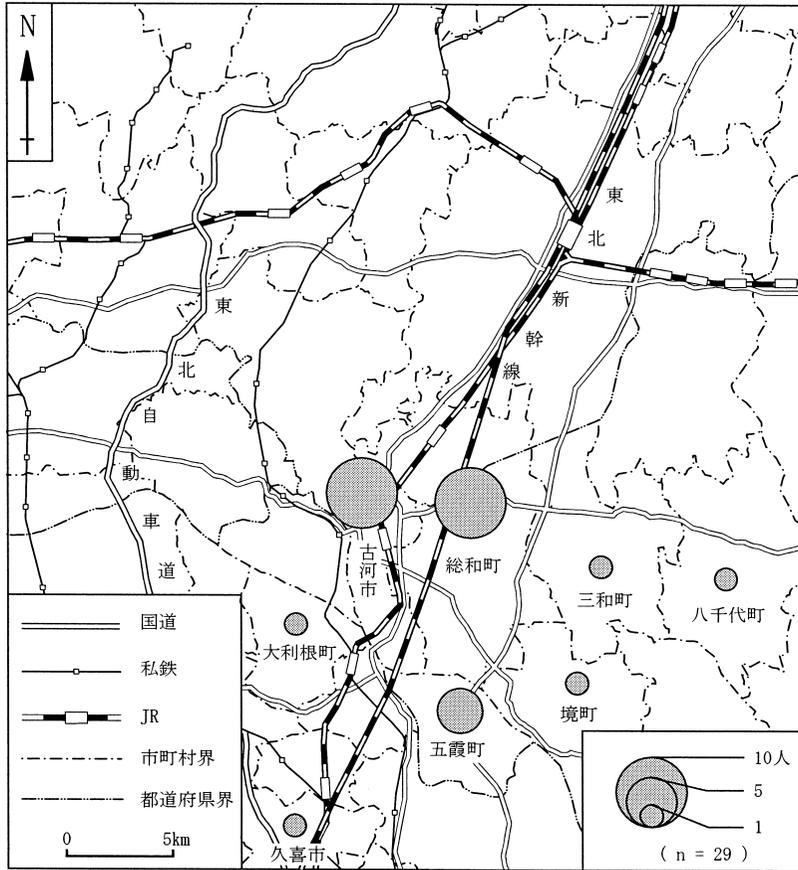 N
東北新幹線
東北自動車道
古河市
総和町
三和町
八千代町
大利根町
境町
五霞町
久喜市
国道
私鉄
JR
市町村界
都道府県界
0 5km
10人
5
1
( n = 29 )